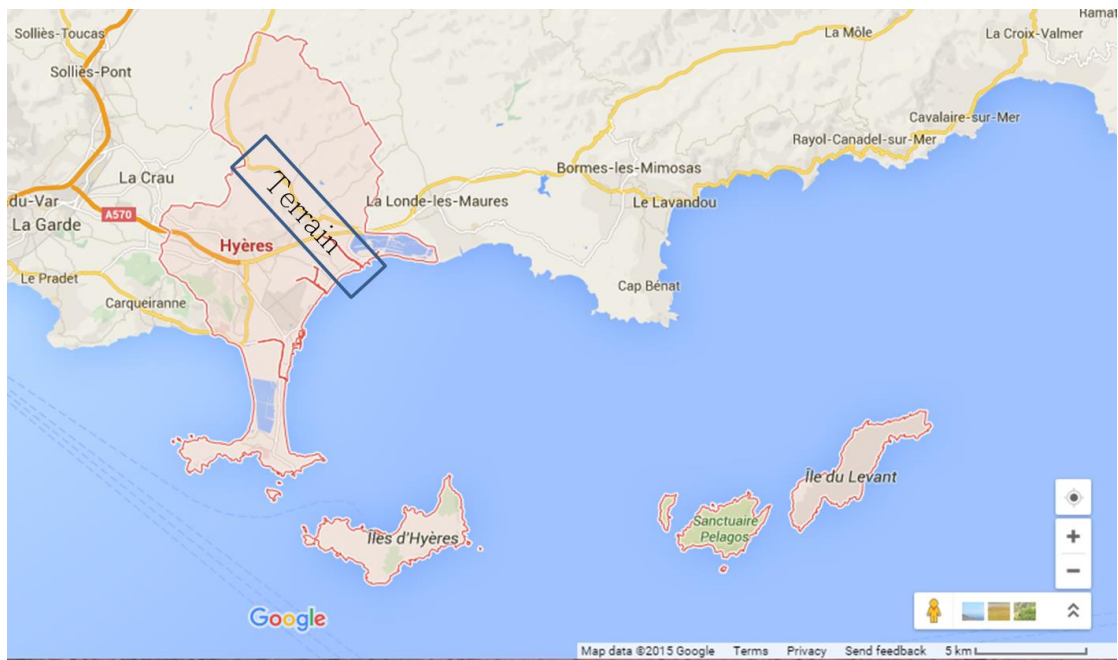 Solliès-Toucas
Solliès-Pont
La Môle
Ramat
La Croix-Valmer
Cavalaire-sur-Mer
Rayol-Canadel-sur-Mer
Bormes-les-Mimosas
La Crau
du-Var
La Garde
A570
Terrain
La Londe-les-Maures
Le Lavandou
Hyères
Le Pradet
Carqueiranne
Cap Bénat
Île du Levant
Îles d'Hyères
Sanctuaire
Pelagos
Google
Map data ©2015 Google Terms Privacy Send feedback 5 km